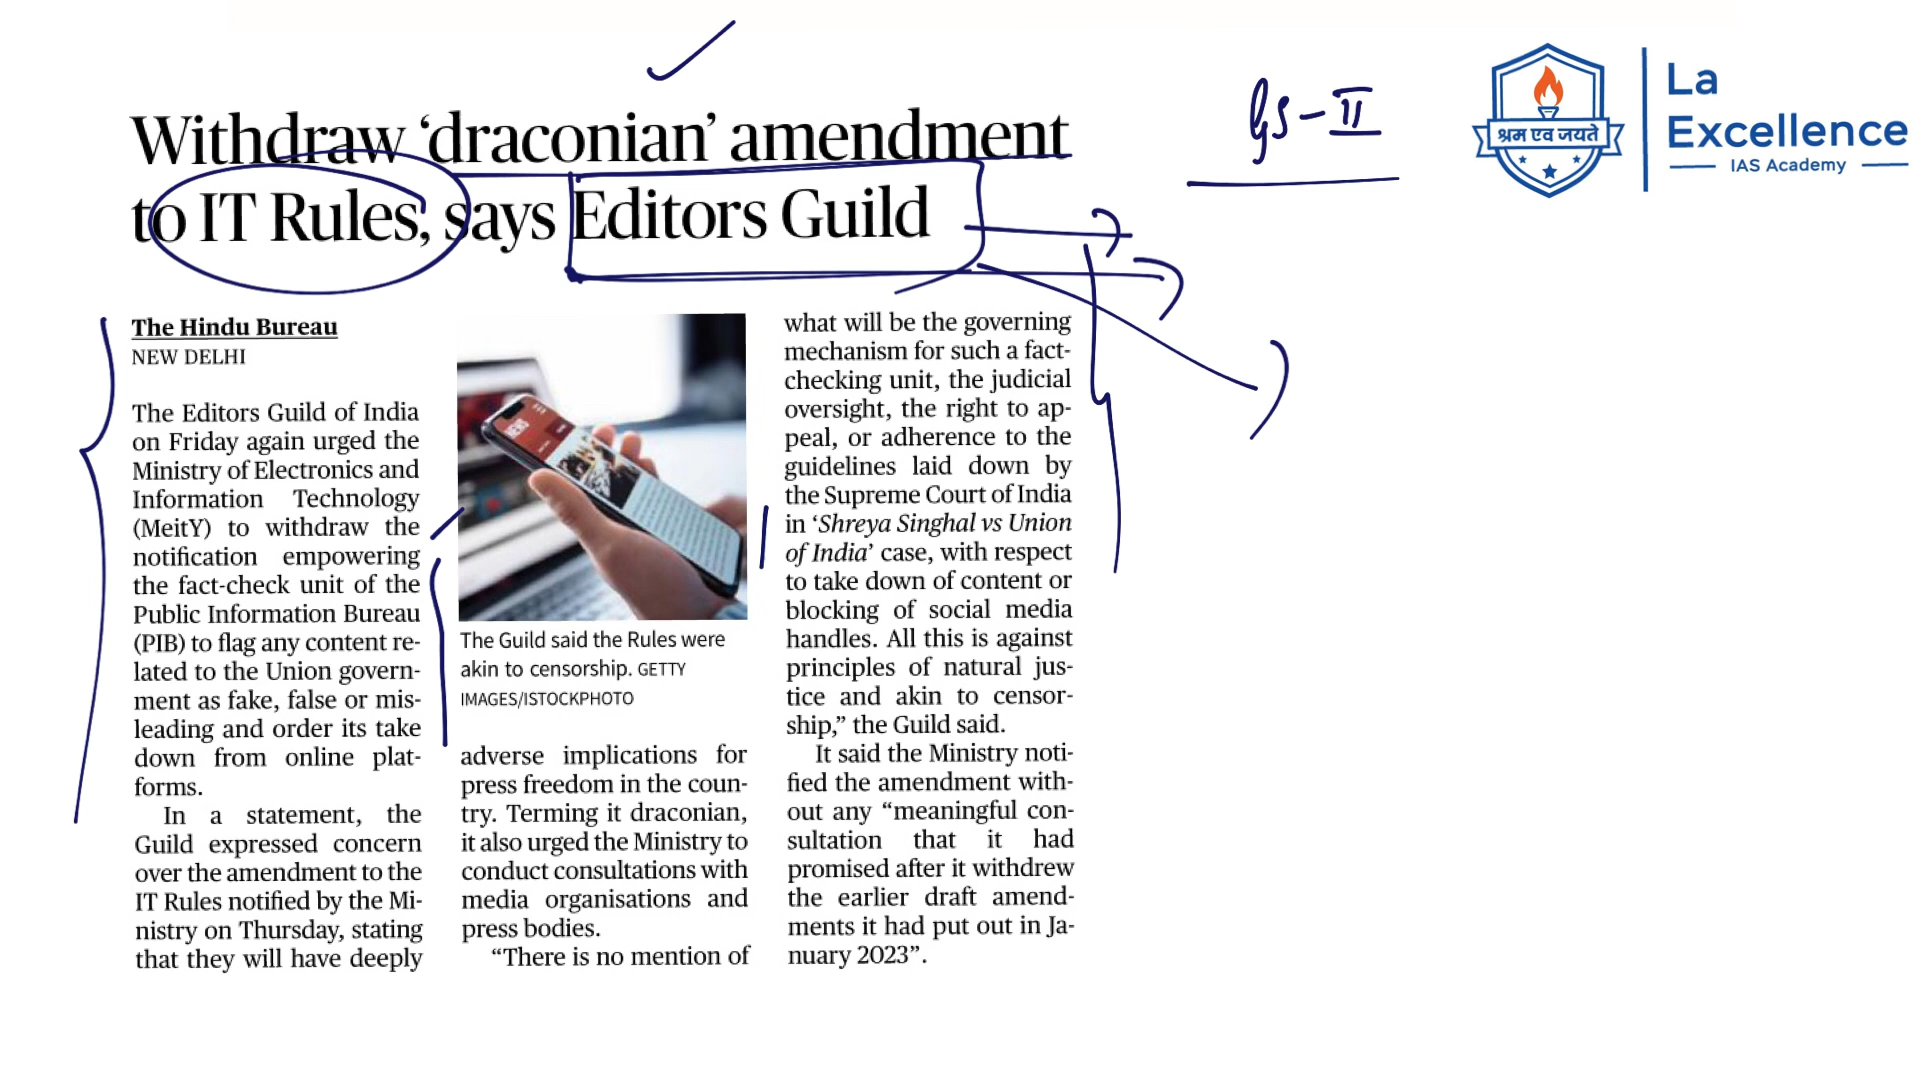 GS-II
La
Excellence
IAS Academy
श्रम एव जयते
Withdraw ‘draconian’ amendment
to IT Rules, says Editors Guild
The Hindu Bureau
NEW DELHI
The Editors Guild of India
on Friday again urged the
Ministry of Electronics and
Information Technology
(MeitY) to withdraw the
notification empowering
the fact-check unit of the
Public Information Bureau
(PIB) to flag any content re-
lated to the Union govern-
ment as fake, false or mis-
leading and order its take
down from online plat-
forms.
In a statement, the
Guild expressed concern
over the amendment to the
IT Rules notified by the Mi-
nistry on Thursday, stating
that they will have deeply
NEWS
The Guild said the Rules were
akin to censorship. GETTY
IMAGES/ISTOCKPHOTO
adverse implications for
press freedom in the coun-
try. Terming it draconian,
it also urged the Ministry to
conduct consultations with
media organisations and
press bodies.
“There is no mention of
what will be the governing
mechanism for such a fact-
checking unit, the judicial
oversight, the right to ap-
peal, or adherence to the
guidelines laid down by
the Supreme Court of India
in ‘Shreya Singhal vs Union
of India’ case, with respect
to take down of content or
blocking of social media
handles. All this is against
principles of natural jus-
tice and akin to censor-
ship,” the Guild said.
It said the Ministry noti-
fied the amendment with-
out any “meaningful con-
sultation that it had
promised after it withdrew
the earlier draft amend-
ments it had put out in Ja-
nuary 2023”.